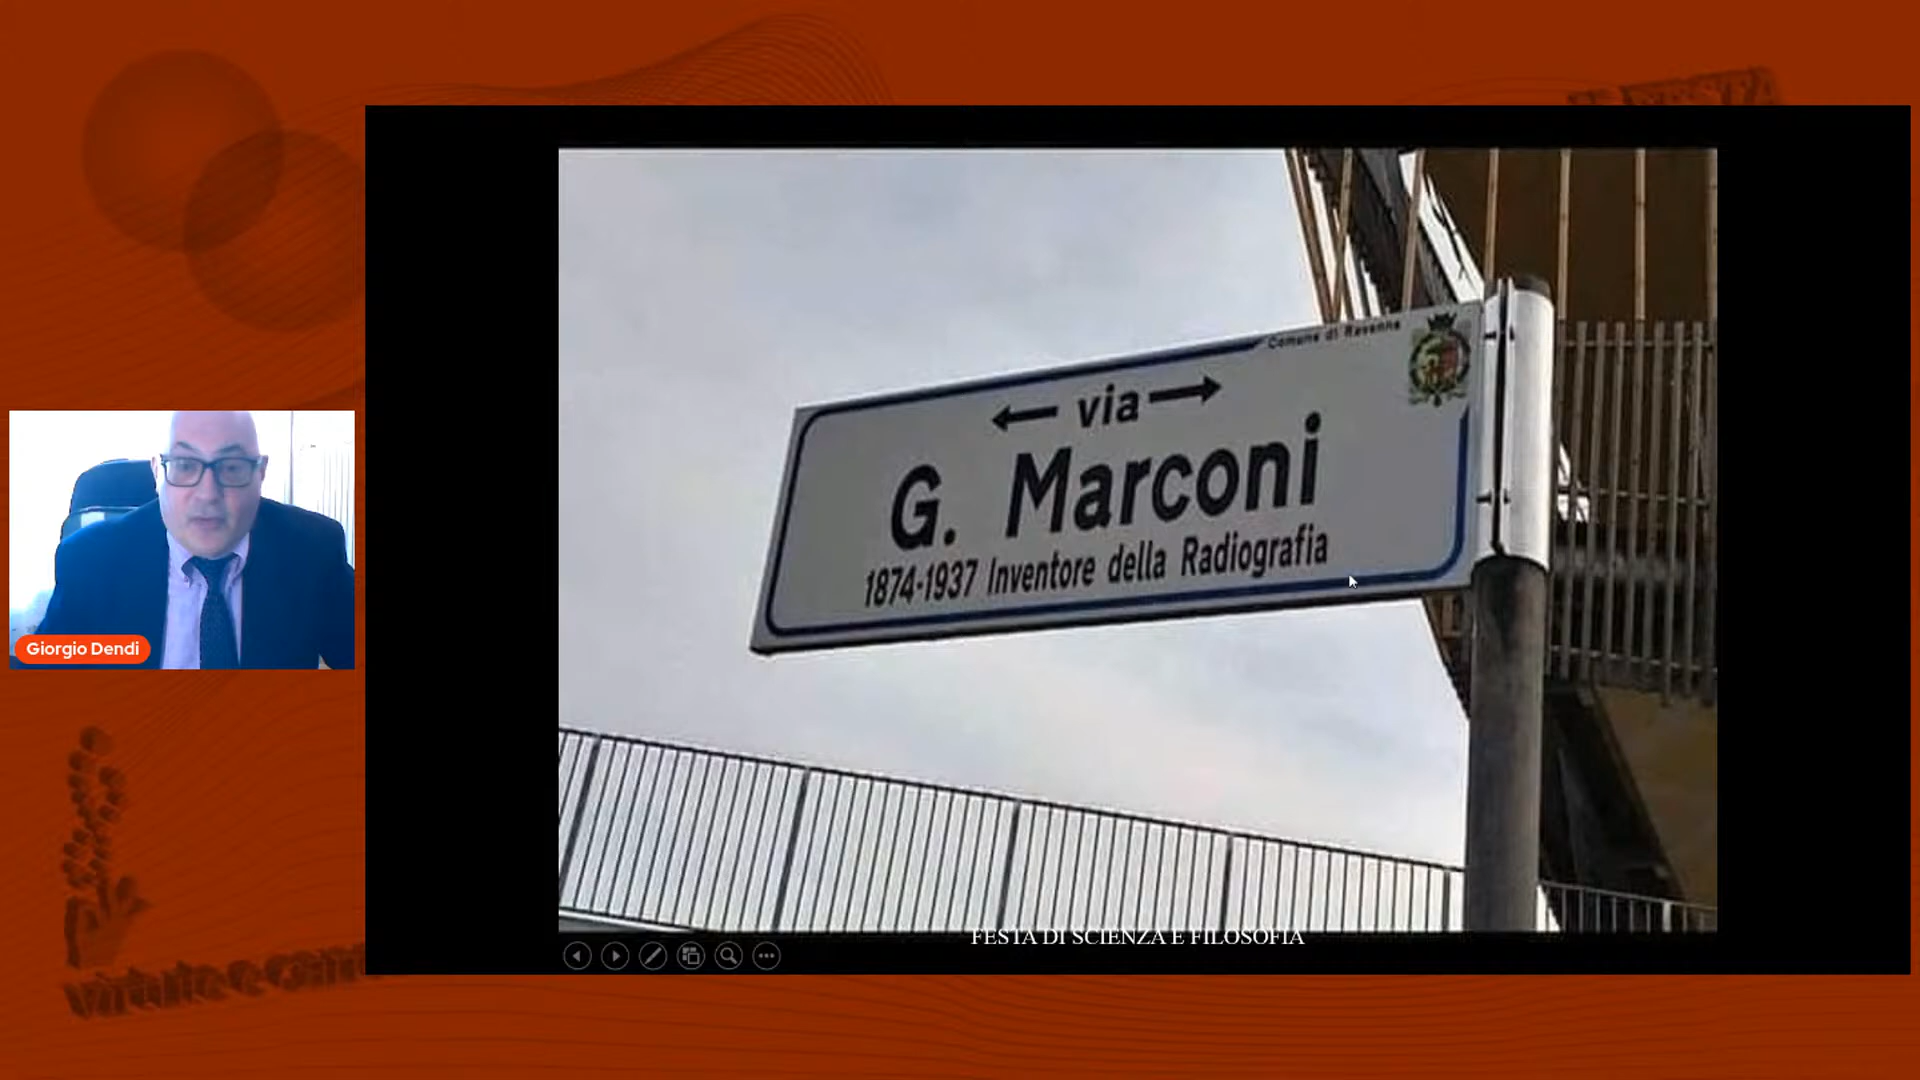 Comune di Ravenna
via
G. Marconi
1874-1937 Inventore della Radiografia
Giorgio Dendi
FESTA DI SCIENZA E FILOSOFIA